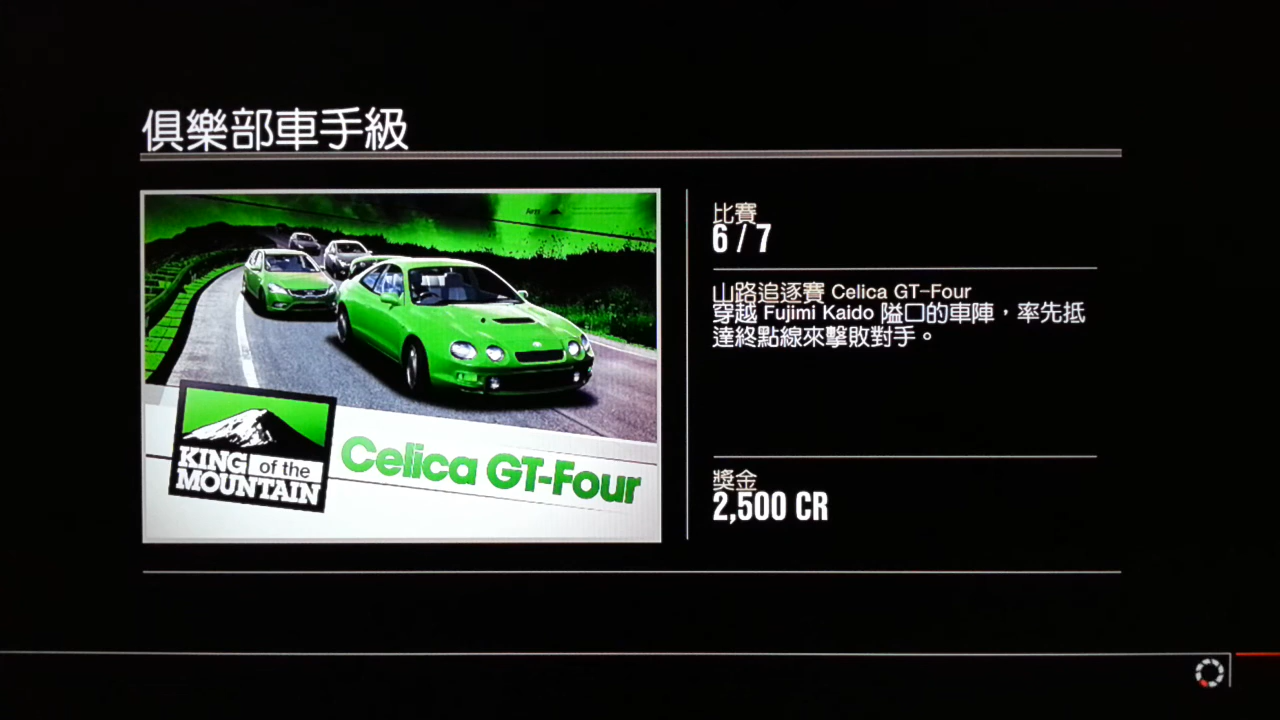 俱樂部車手級
KING of the
MOUNTAIN
Celica GT-Four
比賽
6 / 7
山路追逐賽 Celica GT-Four
穿越 Fujimi Kaido 隘口的車陣，率先抵
達終點線來擊敗對手。
獎金
2,500 CR